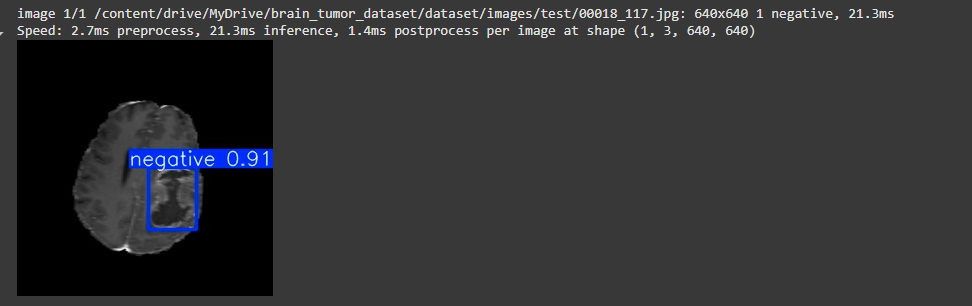 image 1/1 /content/drive/MyDrive/brain_tumor_dataset/dataset/images/test/00018_117.jpg: 640x640 1 negative, 21.3ms
Speed: 2.7ms preprocess, 21.3ms inference, 1.4ms postprocess per image at shape (1, 3, 640, 640)
negative 0.91